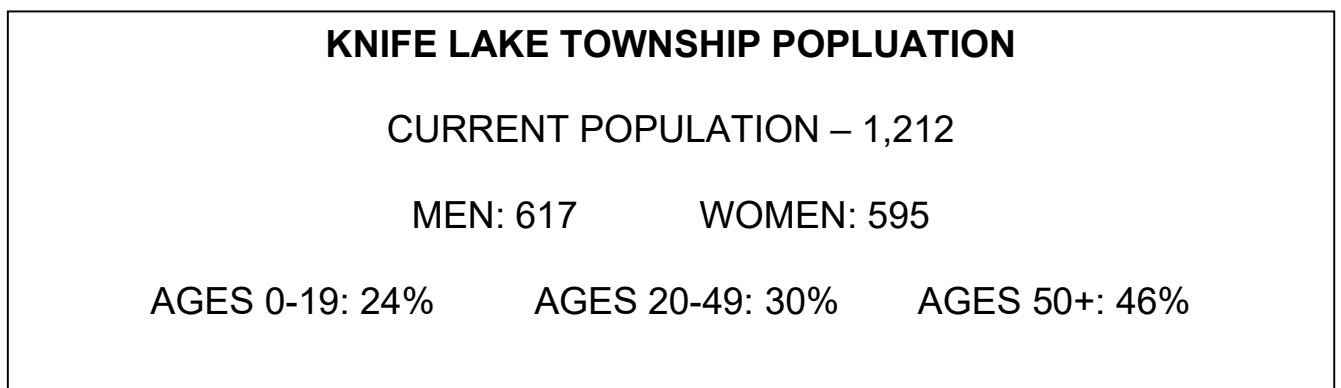 KNIFE LAKE TOWNSHIP POPLUATION
CURRENT POPULATION – 1,212
MEN: 617 WOMEN: 595
AGES 0-19: 24% AGES 20-49: 30% AGES 50+: 46%